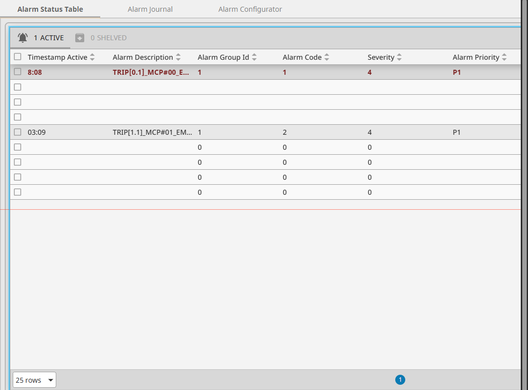 Alarm Status Table Alarm Journal Alarm Configurator
1 ACTIVE 0 SHELVED
Timestamp Active Alarm Description Alarm Group Id Alarm Code Severity Alarm Priority
8:08 TRIP[0.1]_MCP#00_E... 1 1 4 P1
03:09 TRIP[1.1]_MCP#01_EM... 1 2 4 P1
0 0 0
0 0 0
0 0 0
0 0 0
25 rows 1